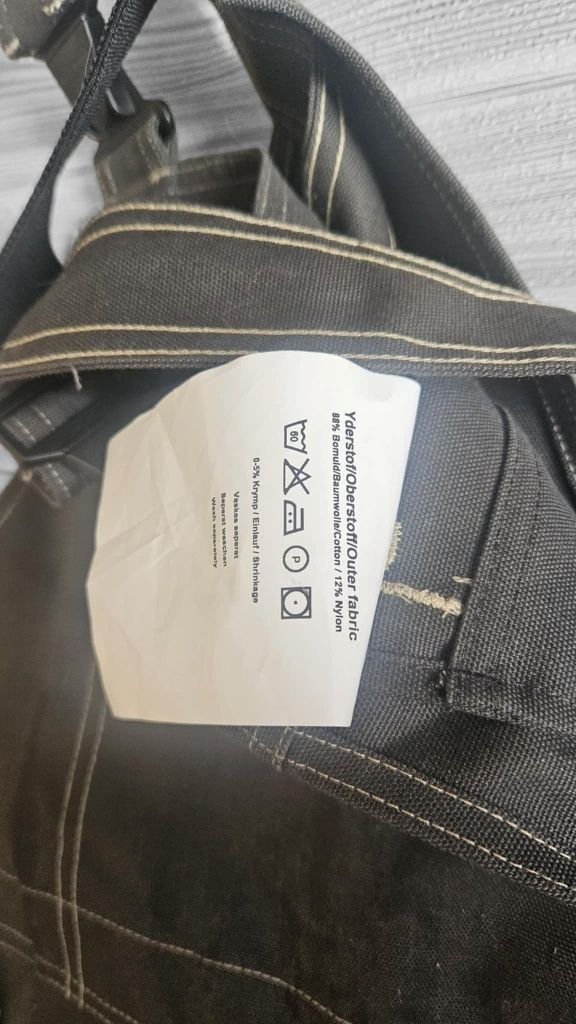 Yderstof/Oberstoff/Outer fabric
88% Bomuld/Baumwolle/Cotton / 12% Nylon
60 P
0-5% Krymp / Einlauf / Shrinkage
Vaskes separat
Separat waschen
Wash separately